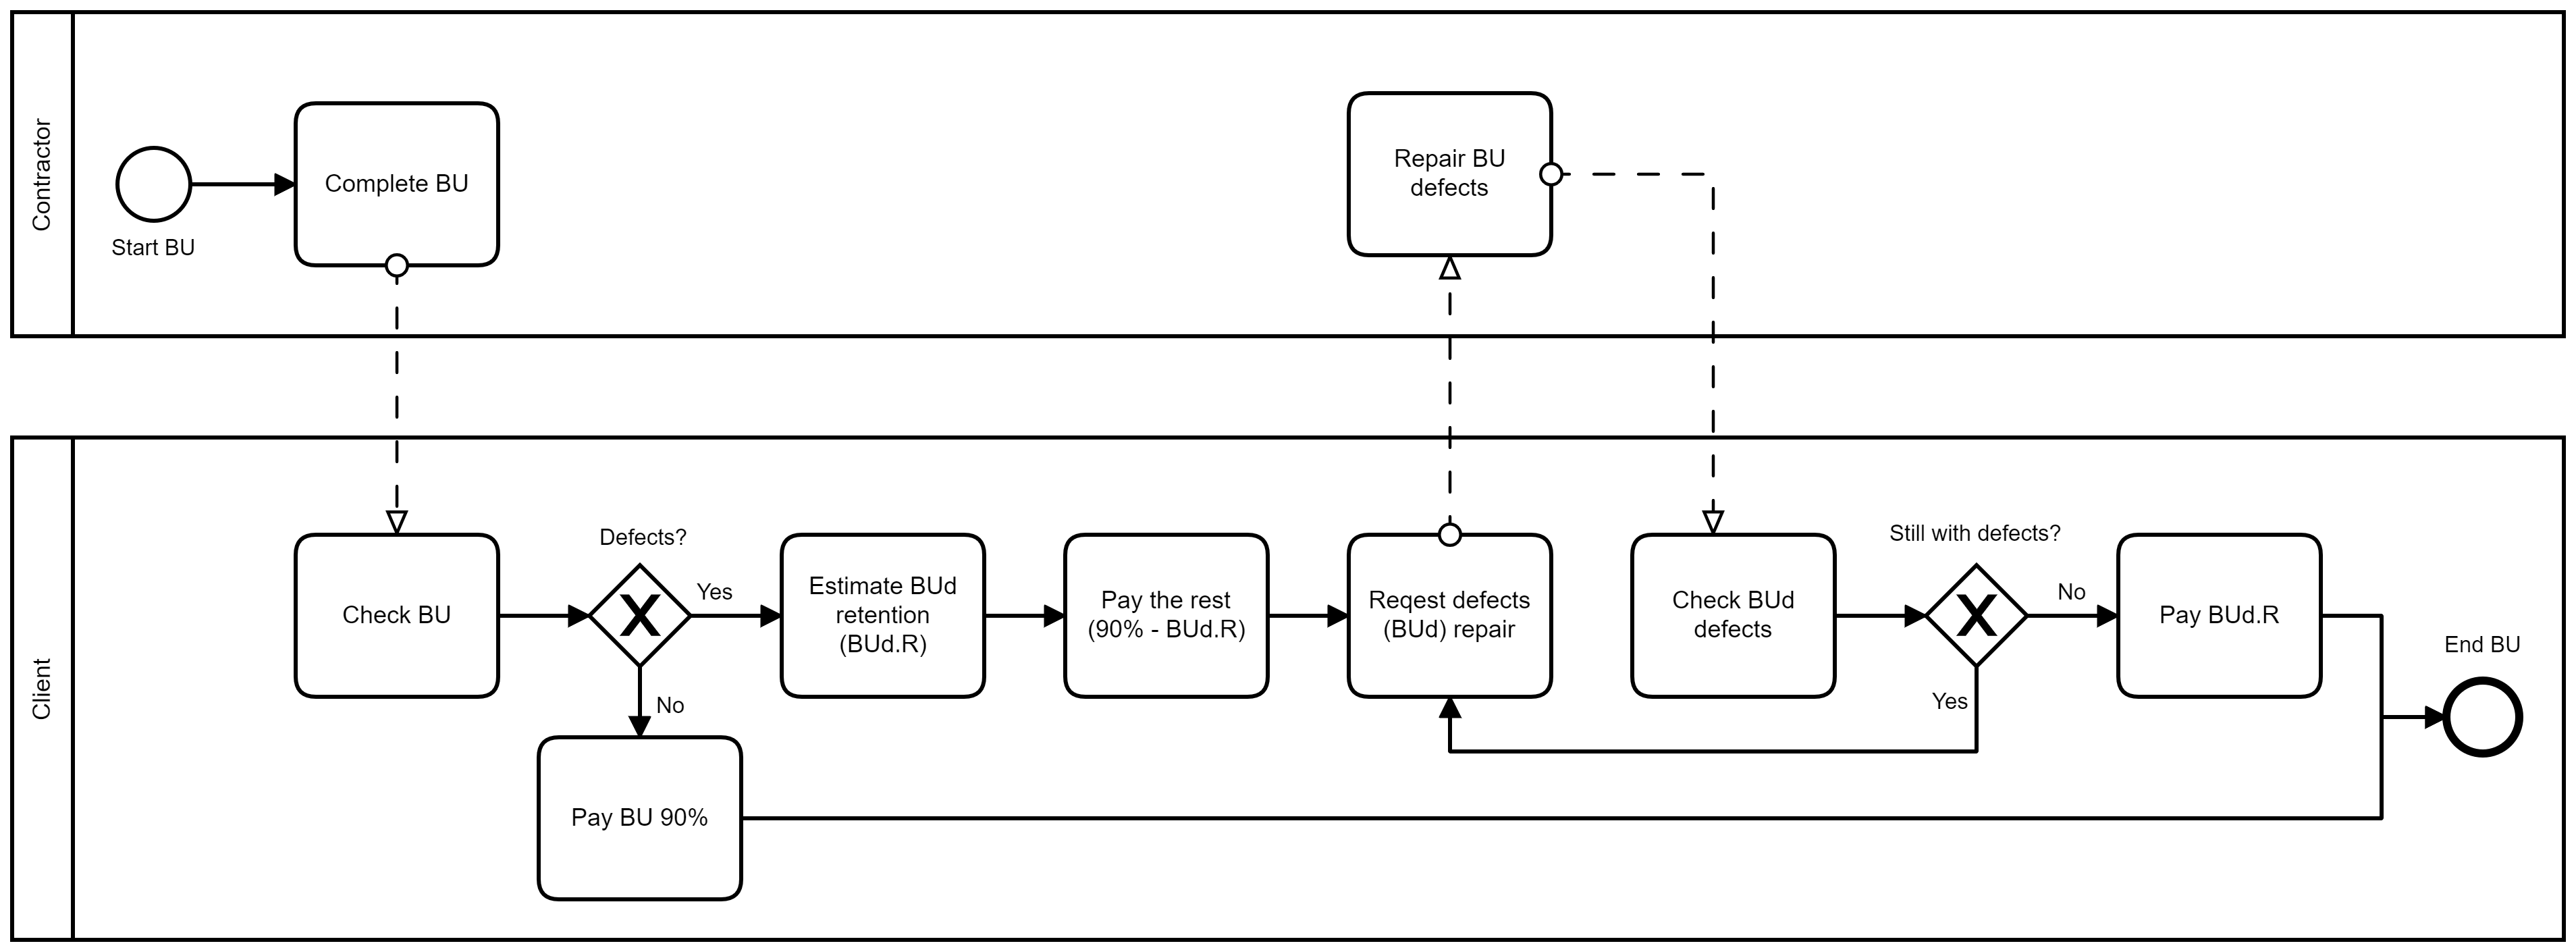 Contractor
Start BU
Complete BU
Repair BU
defects
Client
Check BU
Defects?
Yes
No
Pay BU 90%
Estimate BUd
retention
(BUd.R)
Pay the rest
(90% - BUd.R)
Reqest defects
(BUd) repair
Check BUd
defects
Still with defects?
No
Yes
Pay BUd.R
End BU